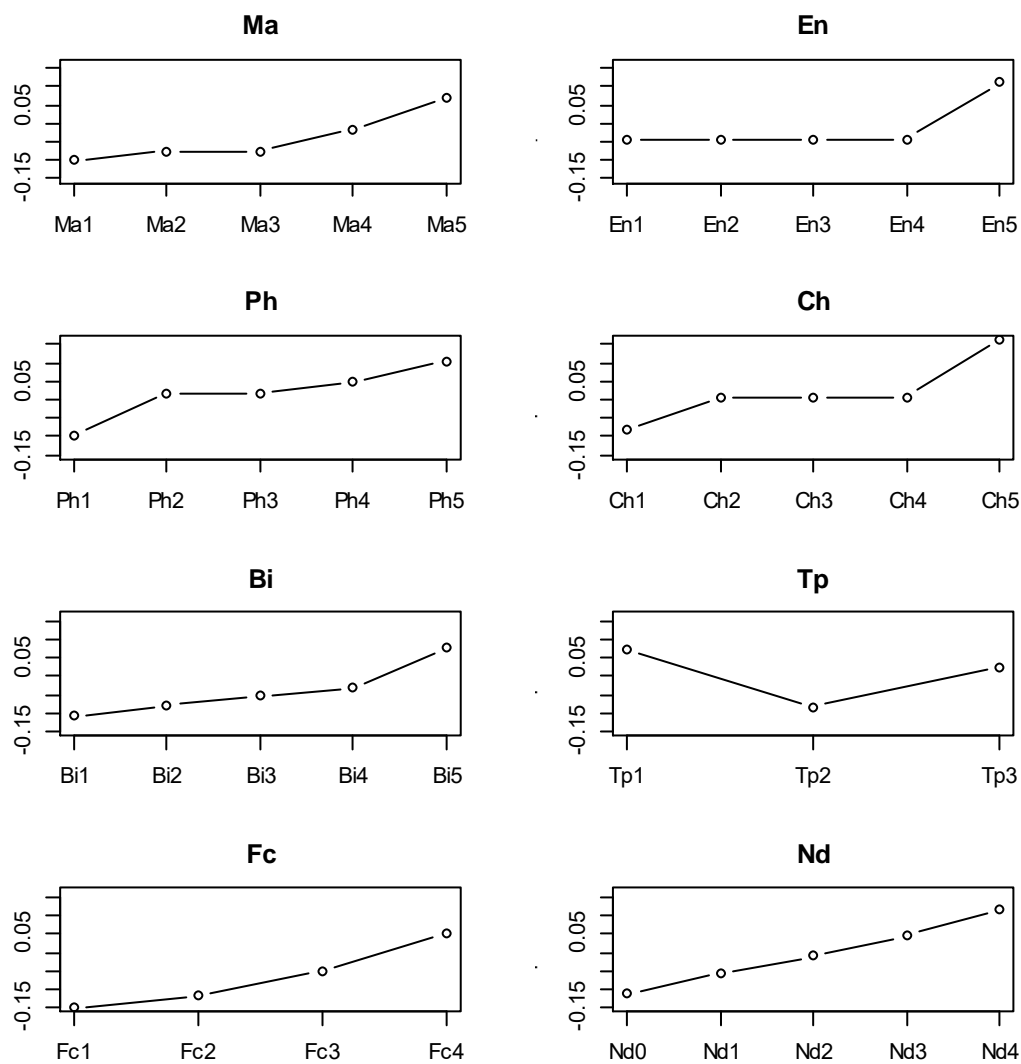 Ma
0.05
-0.15
Ma1 Ma2 Ma3 Ma4 Ma5
En
0.05
-0.15
En1 En2 En3 En4 En5
Ph
0.05
-0.15
Ph1 Ph2 Ph3 Ph4 Ph5
Ch
0.05
-0.15
Ch1 Ch2 Ch3 Ch4 Ch5
Bi
0.05
-0.15
Bi1 Bi2 Bi3 Bi4 Bi5
Tp
0.05
-0.15
Tp1 Tp2 Tp3
Fc
0.05
-0.15
Fc1 Fc2 Fc3 Fc4
Nd
0.05
-0.15
Nd0 Nd1 Nd2 Nd3 Nd4